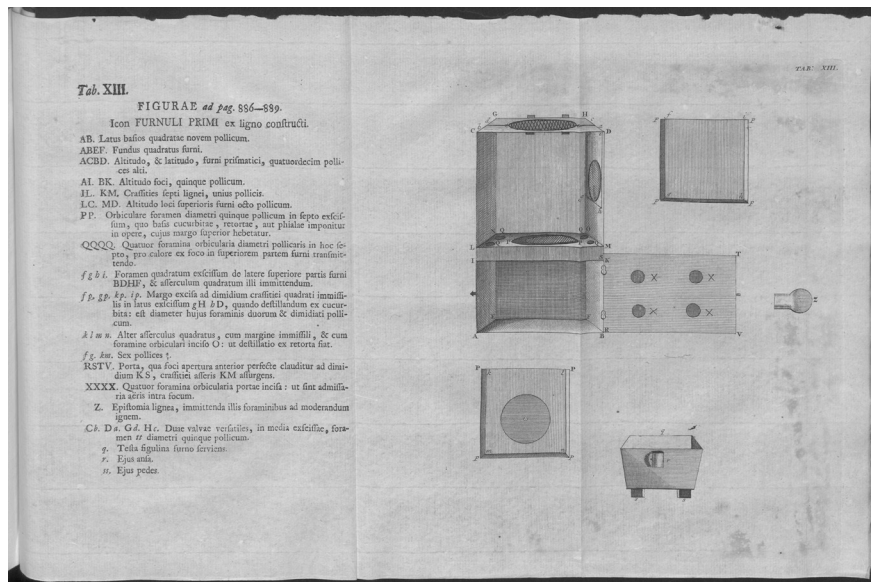 TAB. XIII.
Tab. XIII.
FIGURAE ad pag. 886—889.
Icon FURNULI PRIMI ex ligno constructi.
AB. Latus baseos quadratae novem pollicum.
ABEF. Fundus quadratus furni.
ACBD. Altitudo, & latitudo, furni prismatici, quatuordecim polli-
ces alti.
AI. BK. Altitudo foci, quinque pollicum.
IL. KM. Crassities septi lignei, unius pollicis.
LC. MD. Altitudo loci superioris furni octo pollicum.
PP. Orbiculare foramen diametri quinque pollicum in septo exscis-
sum, quo basis cucurbitae, retortae, aut phialae imponitur
in opere, cujus margo superior hebetatur.
QQQQ. Quatuor foramina orbicularia diametri pollicaris in hoc se-
pto, pro calore ex foco in superiorem partem furni transmit-
tendo.
f g h i. Foramen quadratum exscissum de latere superiore partis furni
BDHF, & asserculum quadratum illi immittendum.
f p, g p, k p. i p. Margo excisa ad dimidium crassitiei quadrati immissi-
lis in latus exscissum g H b D, quando destillandum ex cucur-
bita: est diameter hujus foraminis duorum & dimidiati polli-
cum.
k l m n. Alter asserculus quadratus, cum margine immissili, & cum
foramine orbiculari inciso O: ut destillatio ex retorta fiat.
f g. k m. Sex pollices
RSTV. Porta, qua foci apertura anterior perfecte clauditur ad dimi-
dium KS, crassitiei asseris KM assurgens.
XXXX. Quatuor foramina orbicularia portae incisa: ut sint admissa-
ria aëris intra focum.
Z. Epistomia lignea, immittenda illis foraminibus ad moderandum
ignem.
Cb. Da. Gd. Hc. Duae valvae versatiles, in media exscissae, fora-
men diametri quinque pollicum.
q. Testa figulina furno serviens.
r. Ejus ansa.
ss. Ejus pedes.
G H
C D
L M
I K T
A B V
X X
X X
P P